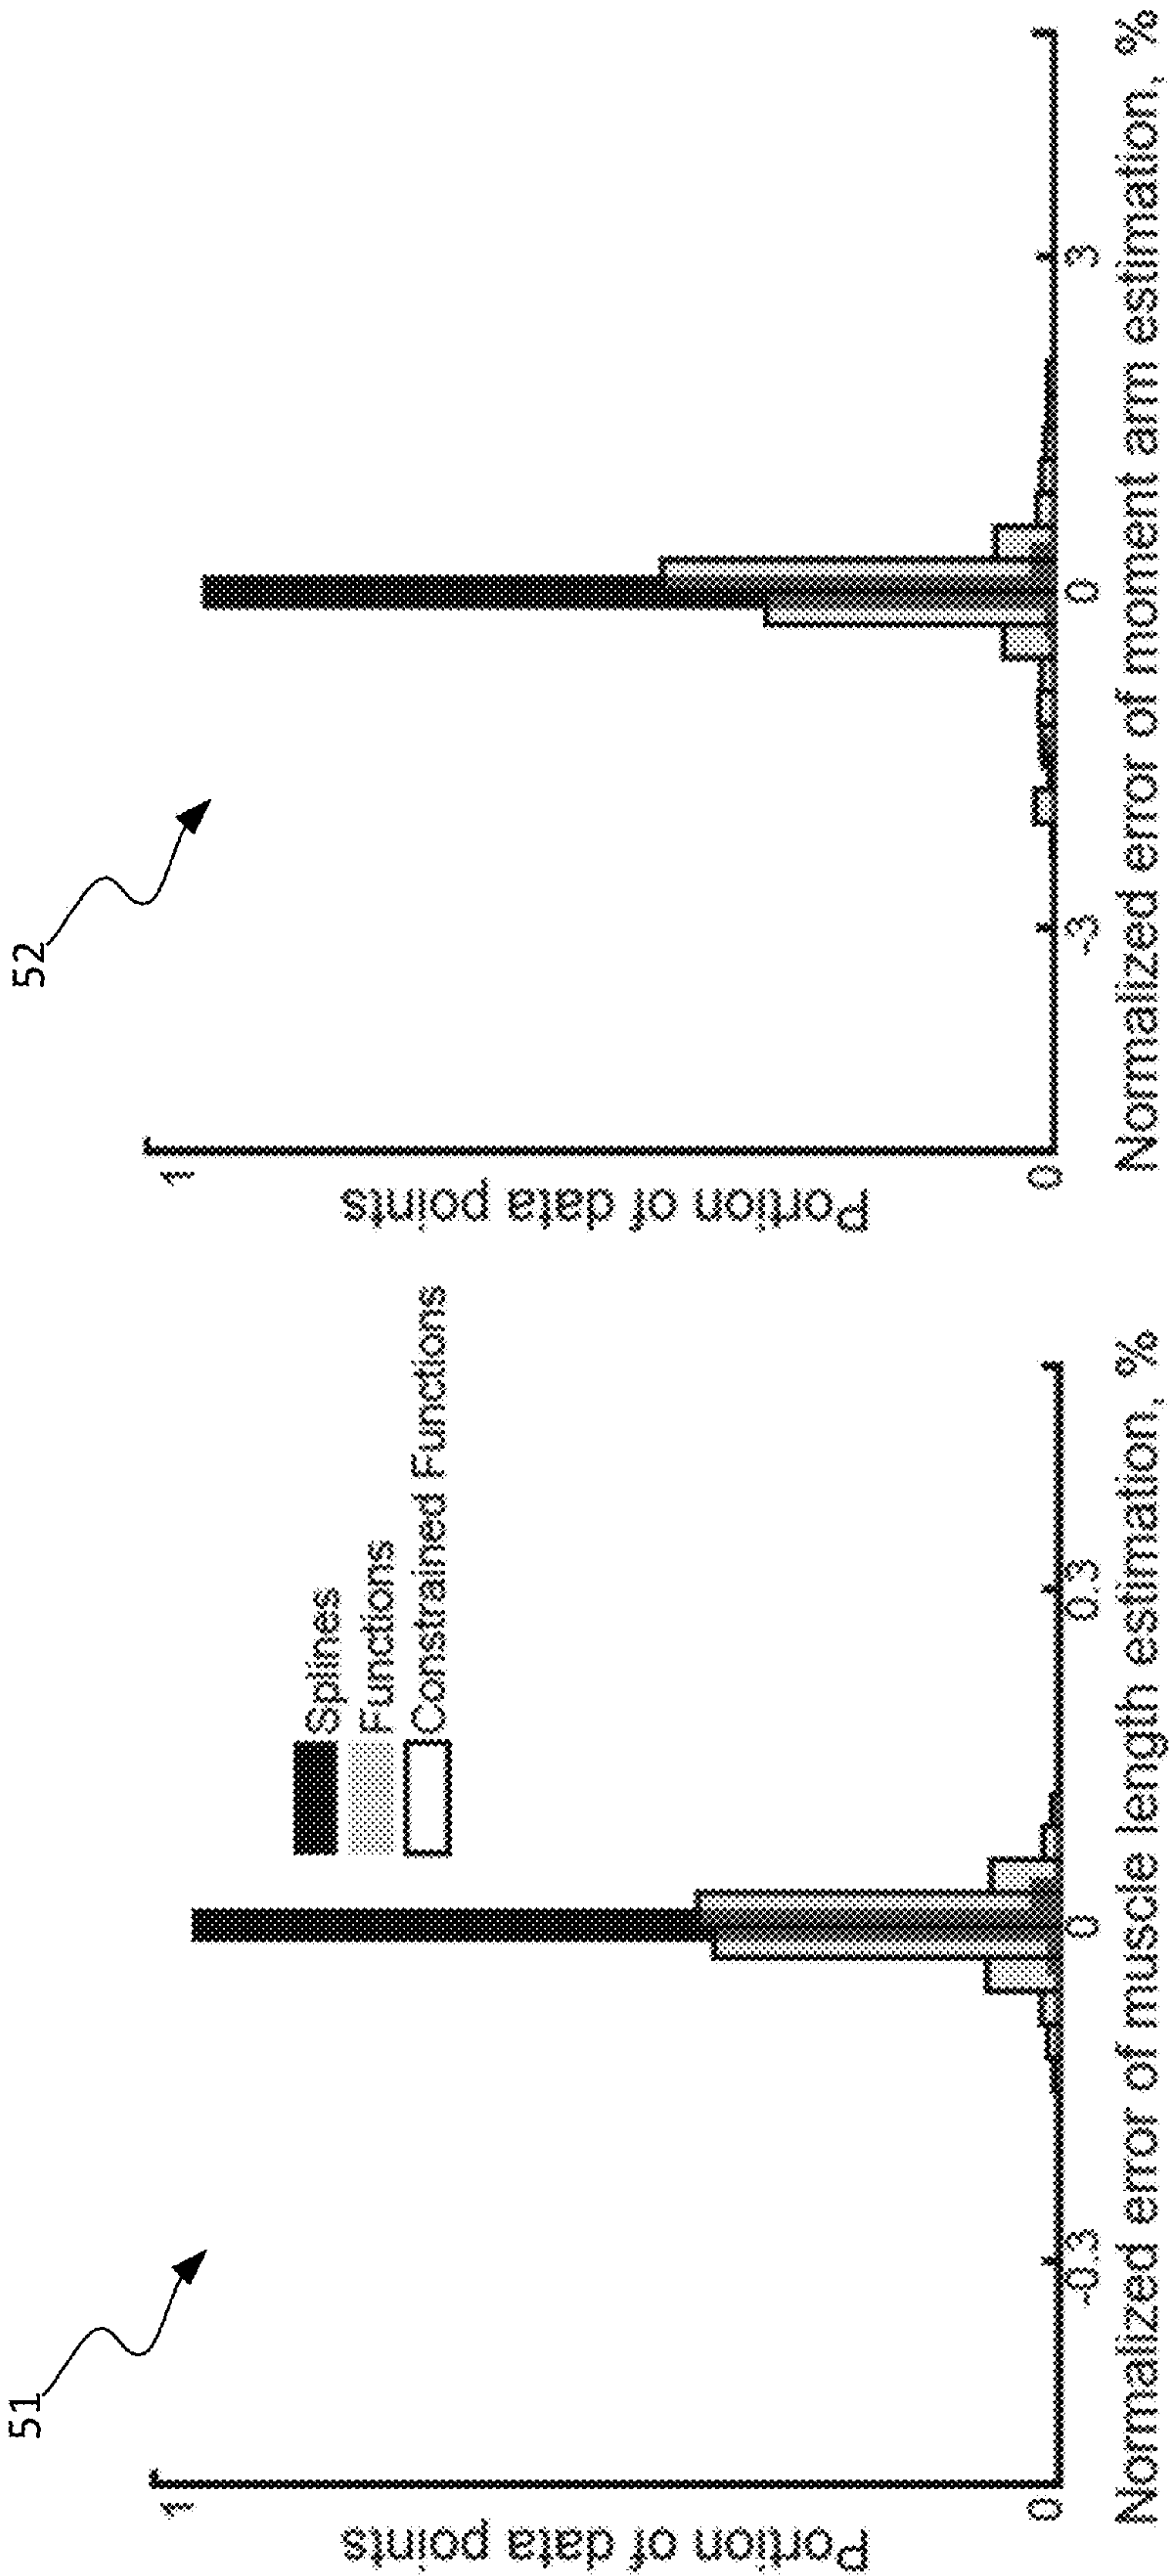 51
Portion of data points
1
0
Splines
Functions
Constrained Functions
-0.3
0
0.3
Normalized error of muscle length estimation, %
52
Portion of data points
1
0
-3
0
3
Normalized error of moment arm estimation, %